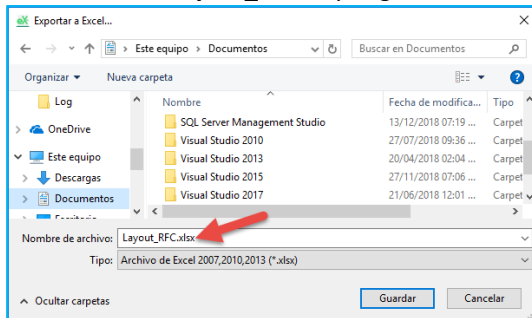 Exportar a Excel...
Este equipo > Documentos
Buscar en Documentos
Organizar Nueva carpeta
Log
OneDrive
Este equipo
Descargas
Documentos
Nombre Fecha de modifica... Tipo
SQL Server Management Studio 13/12/2018 07:19 ... Carpet
Visual Studio 2010 27/07/2018 09:36 ... Carpet
Visual Studio 2013 20/04/2018 02:04 ... Carpet
Visual Studio 2015 27/11/2018 07:06 ... Carpet
Visual Studio 2017 21/06/2018 12:01 ... Carpet
Nombre de archivo: Layout_RFC.xlsx
Tipo: Archivo de Excel 2007,2010,2013 (*.xlsx)
Ocultar carpetas Guardar Cancelar